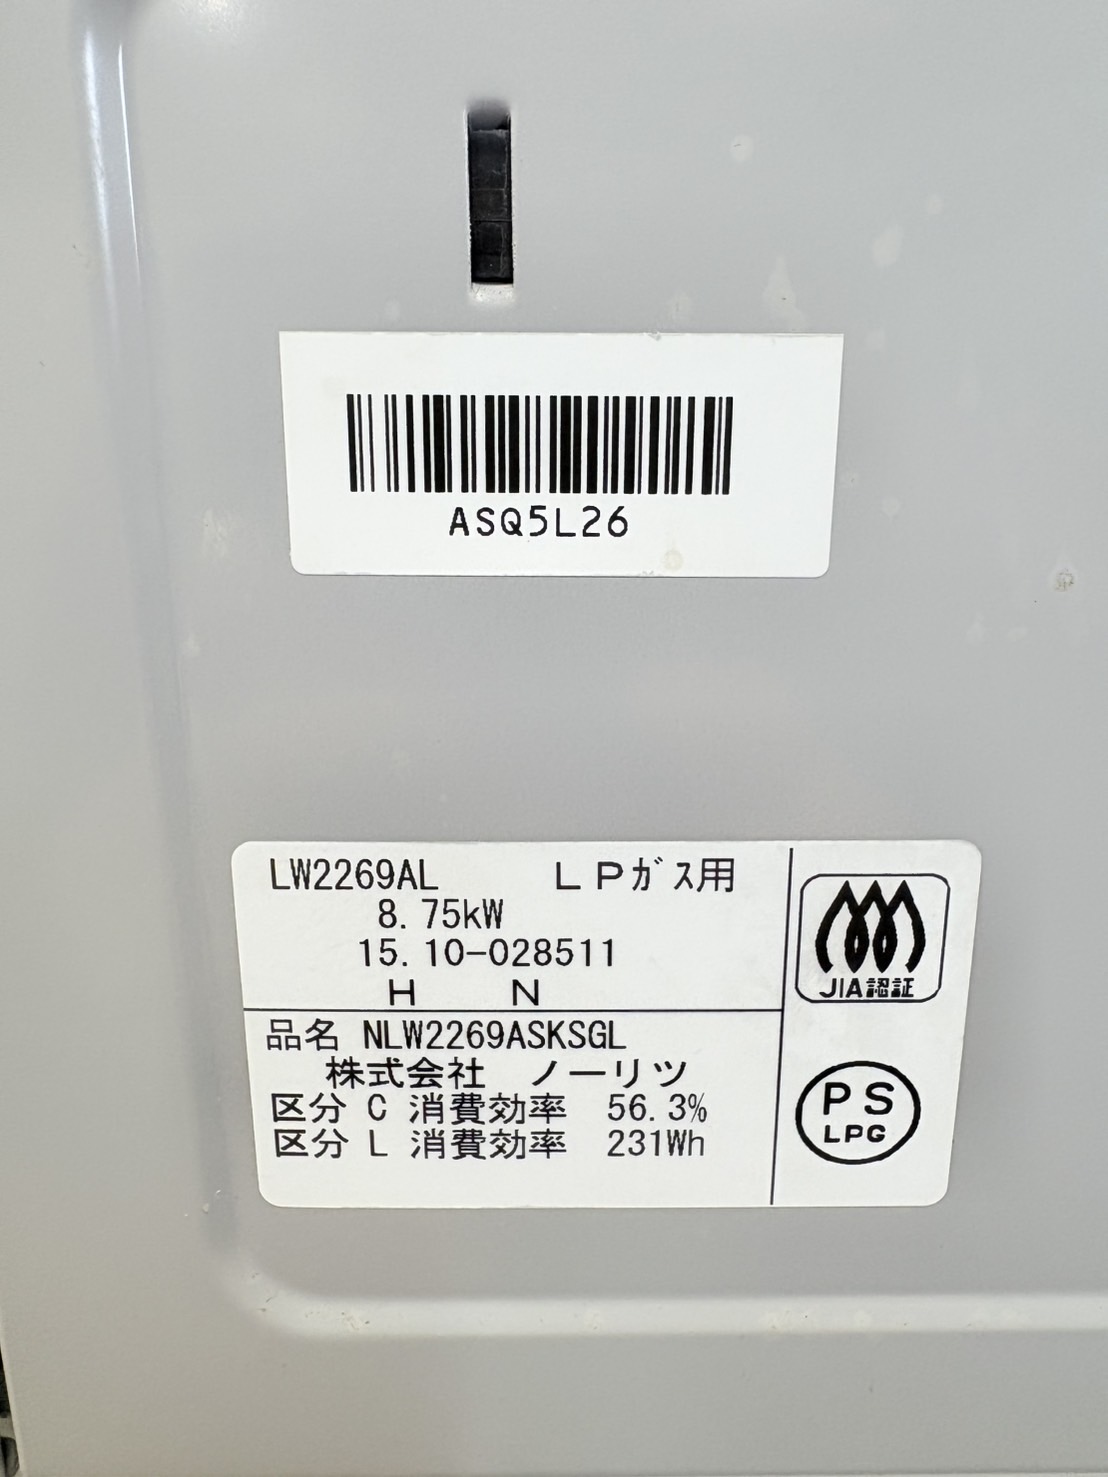 ASQ5L26
LW2269AL LPガス用
8.75kW
15.10-028511
H N
JIA認証
品名 NLW2269ASKSGL
株式会社 ノーリツ
区分 C 消費効率 56.3%
区分 L 消費効率 231Wh
PS
LPG